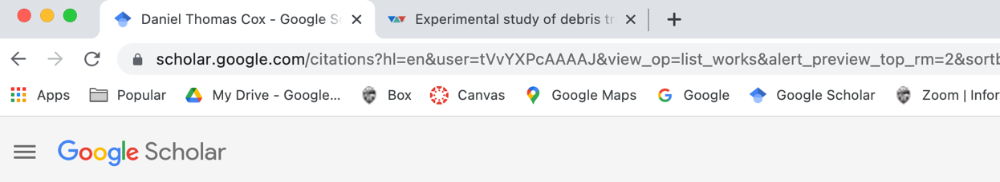 Daniel Thomas Cox - Google S Experimental study of debris tr
scholar.google.com/citations?hl=en&user=tVvYXPcAAAAJ&view_op=list_works&alert_preview_top_rm=2&sortb
Apps Popular My Drive - Google... Box Canvas Google Maps Google Google Scholar Zoom | Infor
Google Scholar